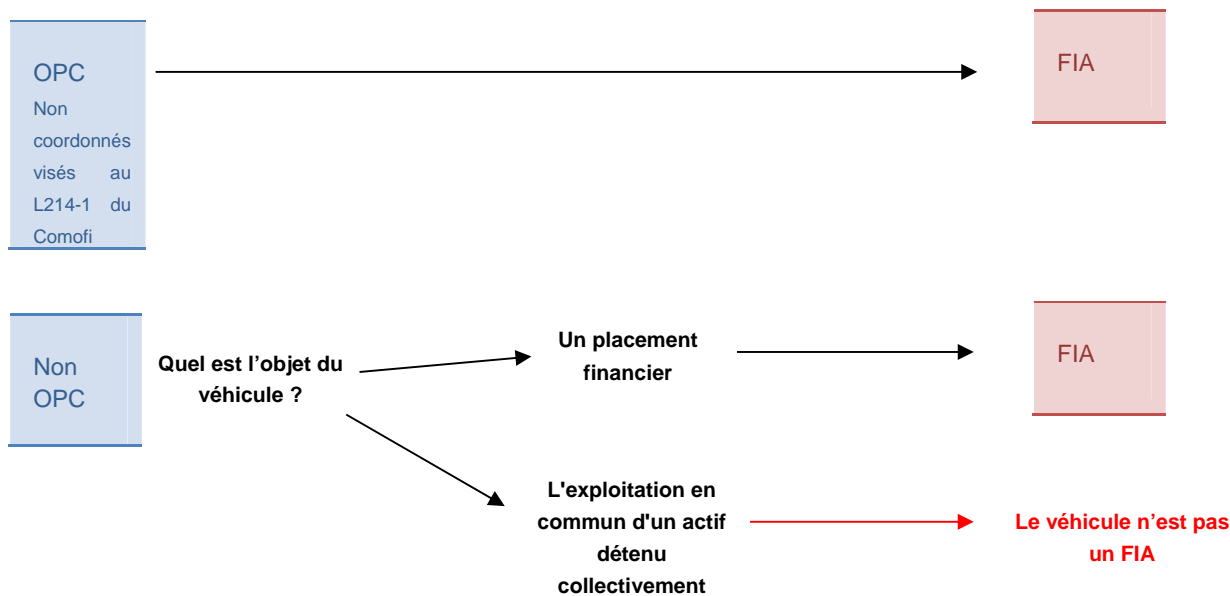 OPC
Non
coordonnés
visés au
L214-1 du
Comofi
FIA
Non
OPC
Quel est l’objet du
véhicule ?
Un placement
financier
FIA
L'exploitation en
commun d'un actif
détenu
collectivement
Le véhicule n’est pas
un FIA